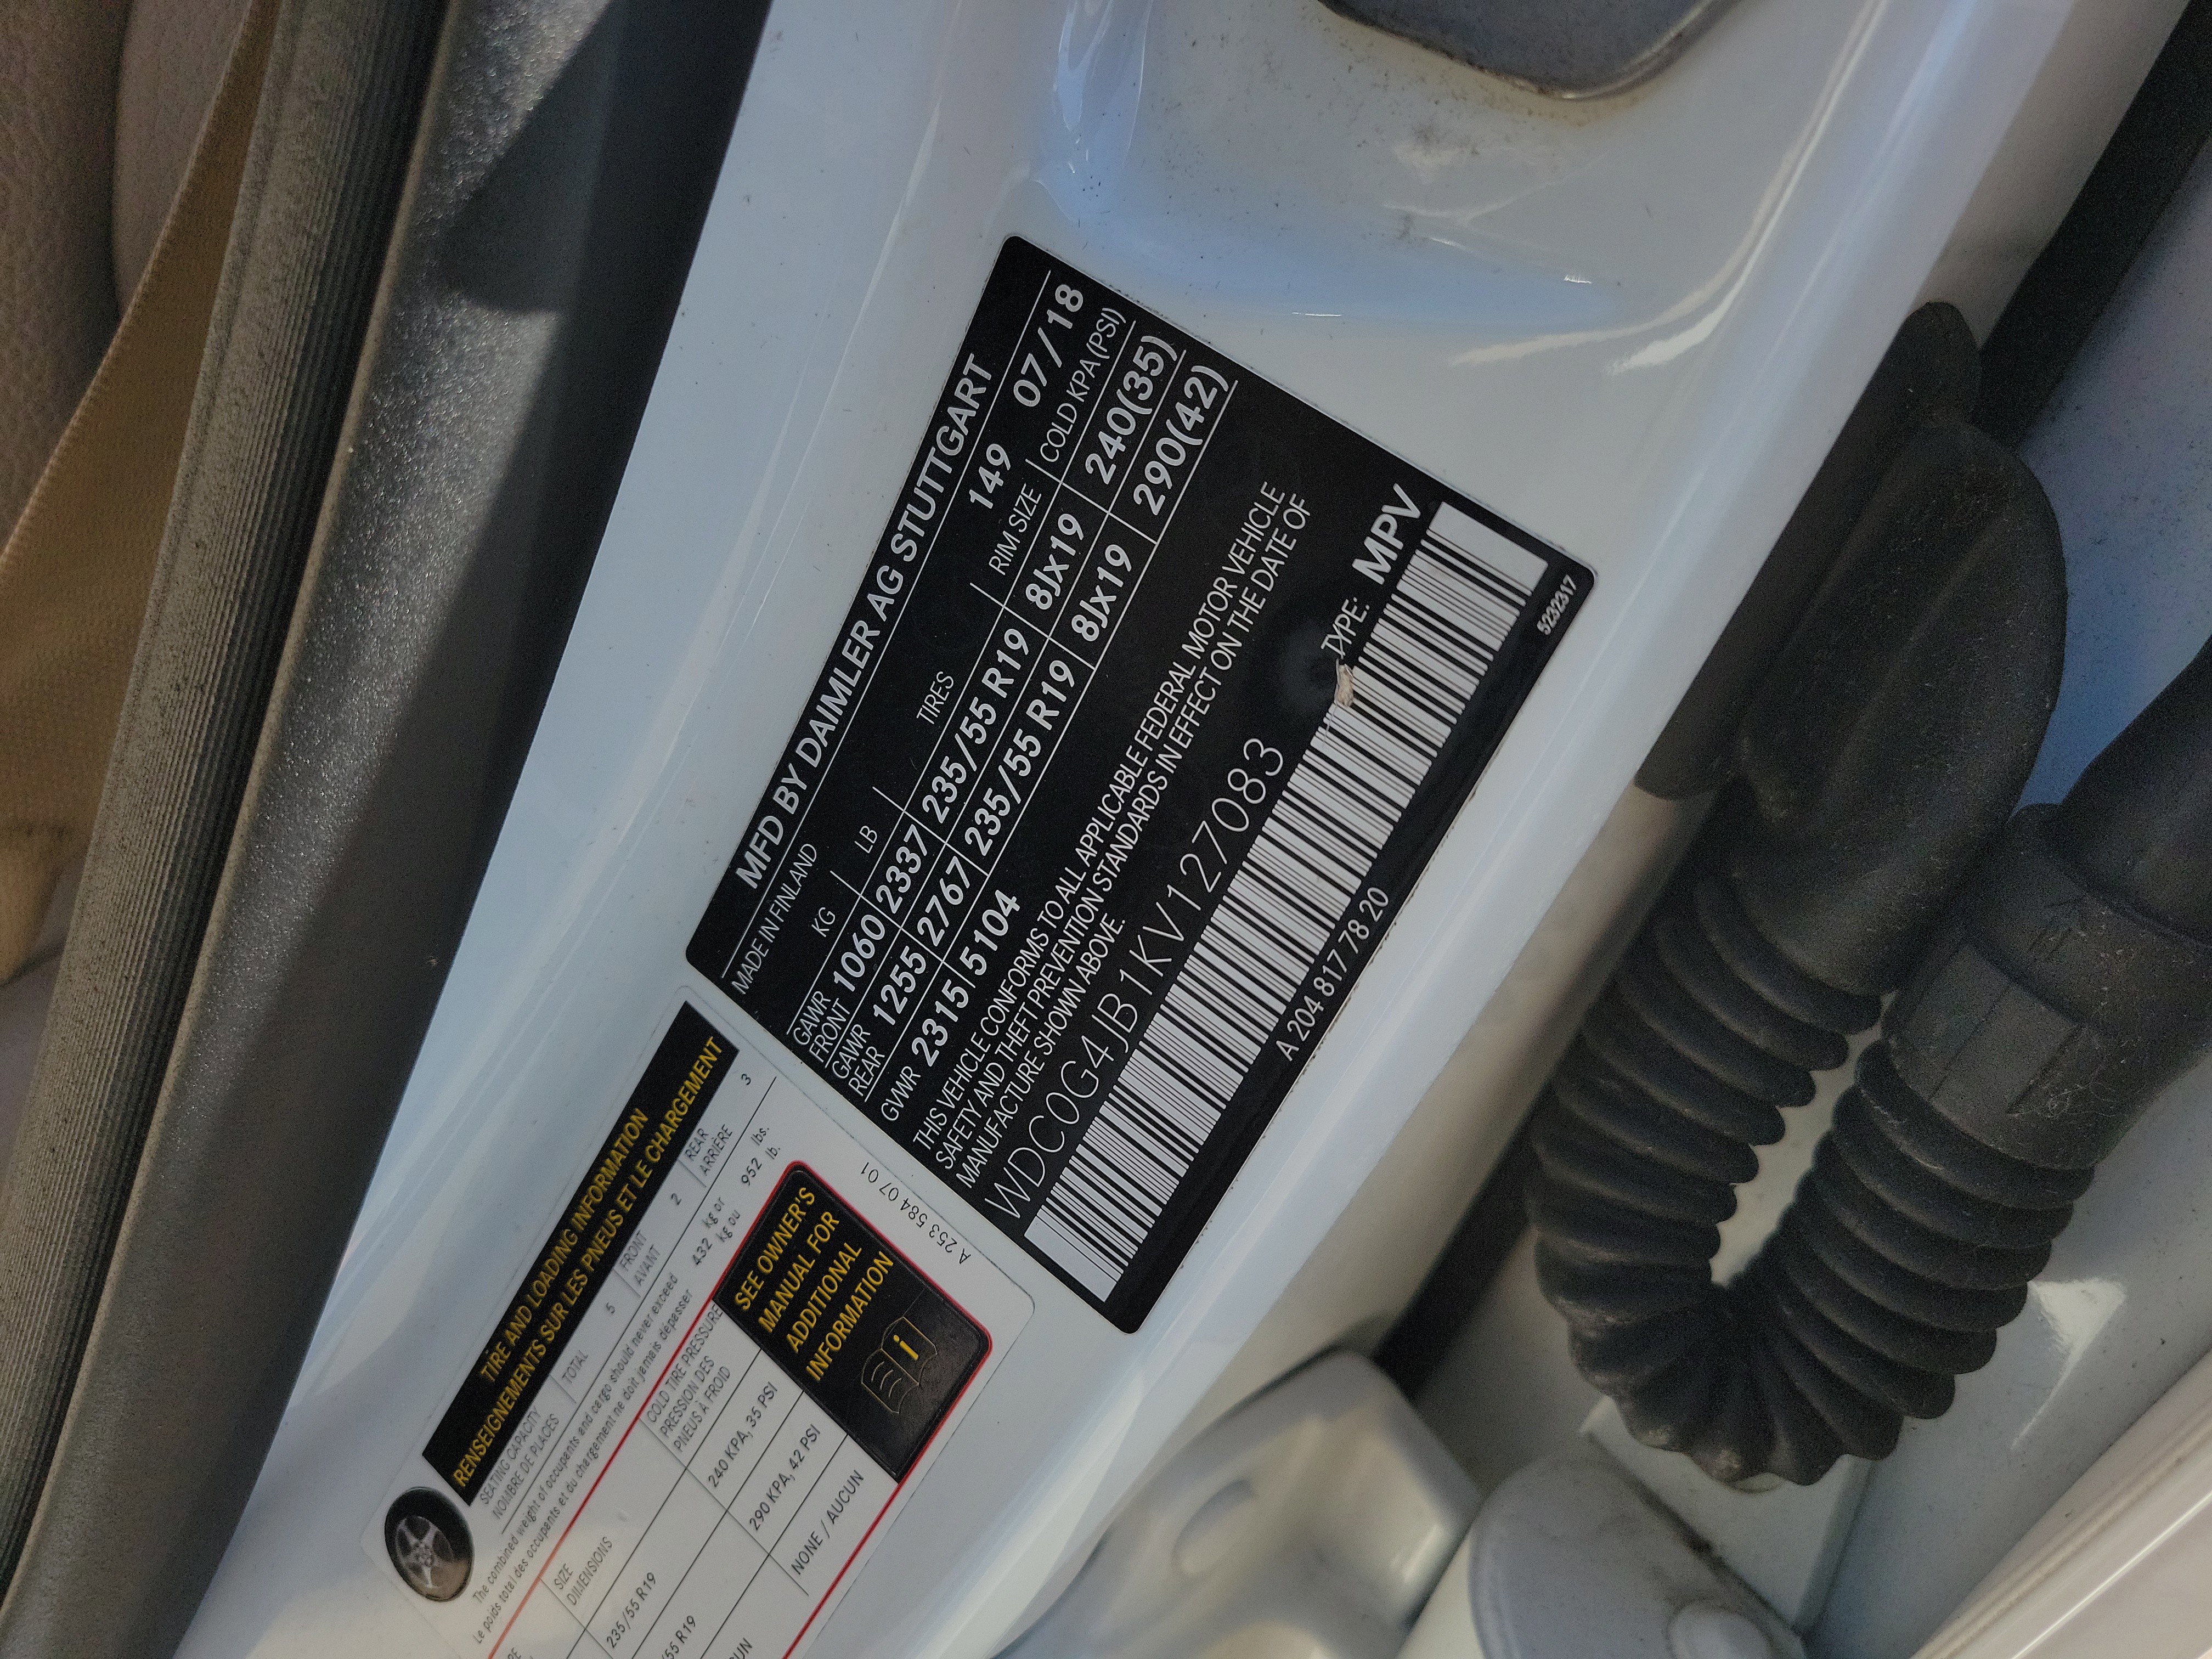 MFD BY DAIMLER AG STUTTGART
MADE IN FINLAND 149 07/18
KG LB TIRES RIM SIZE COLD KPA(PSI)
GAWR FRONT 1060 2337 235/55 R19 8Jx19 240(35)
GAWR REAR 1255 2767 235/55 R19 8Jx19 290(42)
GVWR 2315 5104
THIS VEHICLE CONFORMS TO ALL APPLICABLE FEDERAL MOTOR VEHICLE
SAFETY AND THEFT PREVENTION STANDARDS IN EFFECT ON THE DATE OF
MANUFACTURE SHOWN ABOVE.
WDC0G4JB1KV127083 TYPE: MPV
A 204 817 78 20 5232317
TIRE AND LOADING INFORMATION
RENSEIGNEMENTS SUR LES PNEUS ET LE CHARGEMENT
SEATING CAPACITY TOTAL 5 FRONT 2 REAR 3
NOMBRE DE PLACES AVANT ARRIÈRE
The combined weight of occupants and cargo should never exceed 432 kg or 952 lbs.
Le poids total des occupants et du chargement ne doit jamais dépasser 432 kg ou 952 lb.
SIZE COLD TIRE PRESSURE
DIMENSIONS PRESSION DES
PNEUS À FROID
235/55 R19 240 KPA, 35 PSI
/55 R19 290 KPA, 42 PSI
NONE / AUCUN
SEE OWNER'S
MANUAL FOR
ADDITIONAL
INFORMATION
A 253 584 07 01